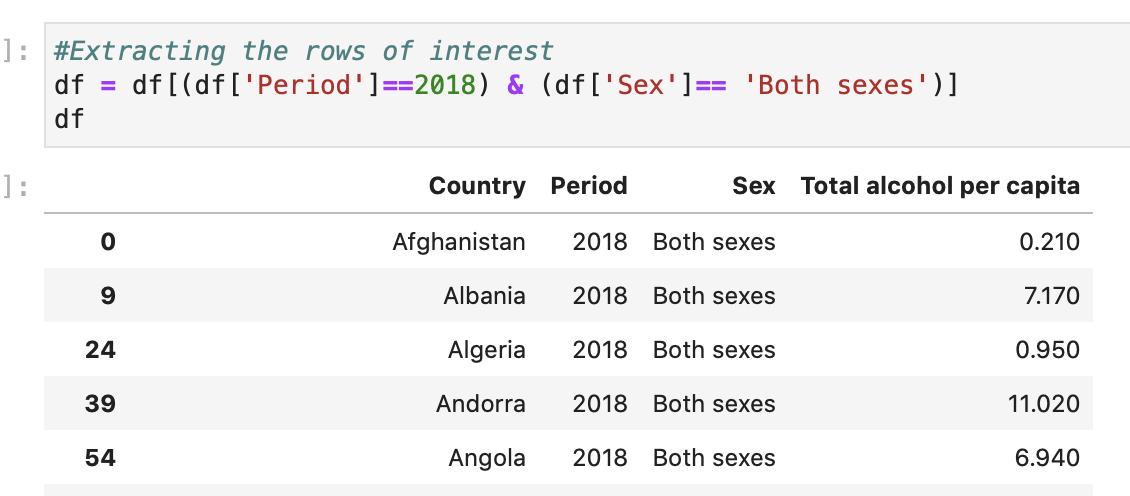 ]: #Extracting the rows of interest
df = df[(df['Period']==2018) & (df['Sex']== 'Both sexes')]
df
]: Country Period Sex Total alcohol per capita
0 Afghanistan 2018 Both sexes 0.210
9 Albania 2018 Both sexes 7.170
24 Algeria 2018 Both sexes 0.950
39 Andorra 2018 Both sexes 11.020
54 Angola 2018 Both sexes 6.940